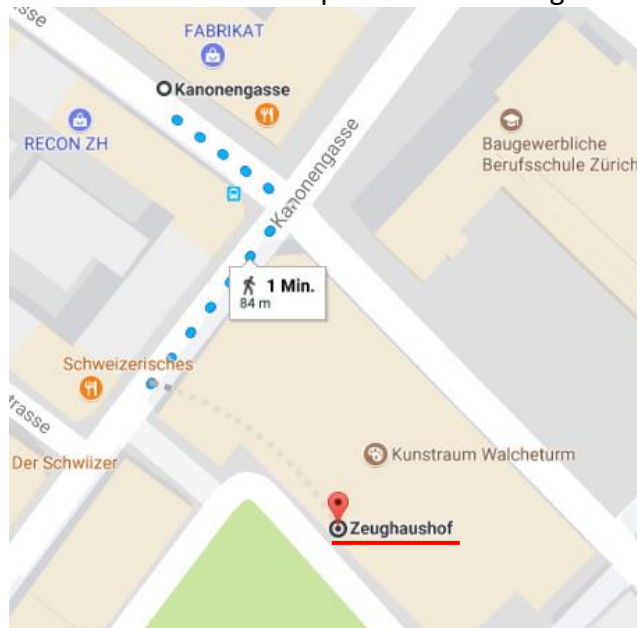 FABRIKAT
Kanonengasse
RECON ZH
Kanonengasse
Baugewerbliche
Berufsschule Zürich
1 Min.
84 m
Schweizerisches
Der Schwiizer
Kunstraum Walcheturm
Zeughaushof